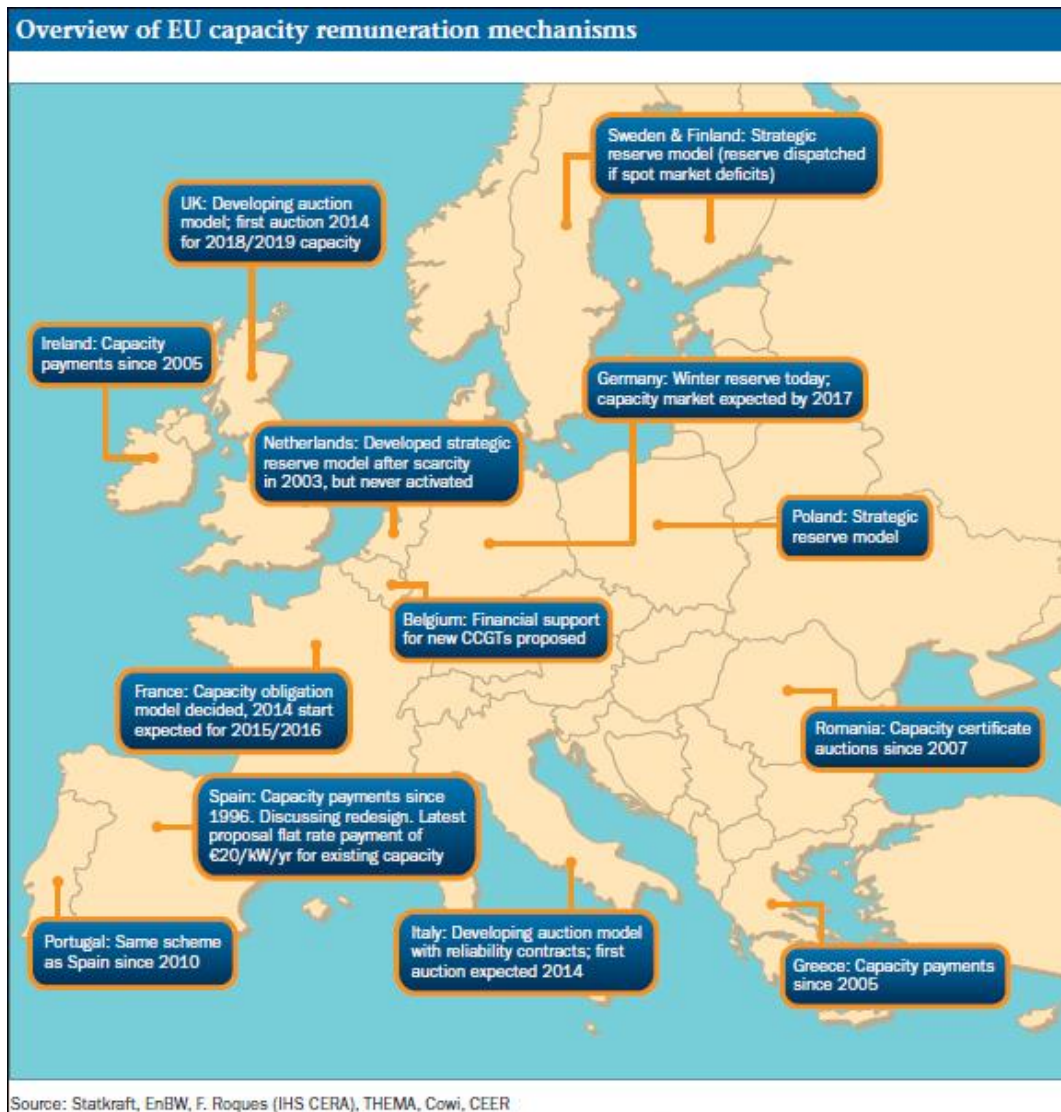 Overview of EU capacity remuneration mechanisms
Sweden & Finland: Strategic
reserve model (reserve dispatched
if spot market deficits)
UK: Developing auction
model; first auction 2014
for 2018/2019 capacity
Ireland: Capacity
payments since 2005
Germany: Winter reserve today;
capacity market expected by 2017
Netherlands: Developed strategic
reserve model after scarcity
in 2003, but never activated
Poland: Strategic
reserve model
Belgium: Financial support
for new CCGTs proposed
France: Capacity obligation
model decided, 2014 start
expected for 2015/2016
Romania: Capacity certificate
auctions since 2007
Spain: Capacity payments since
1996. Discussing redesign. Latest
proposal flat rate payment of
€20/kW/yr for existing capacity
Portugal: Same scheme
as Spain since 2010
Italy: Developing auction model
with reliability contracts; first
auction expected 2014
Greece: Capacity payments
since 2005
Source: Statkraft, EnBW, F. Roques (IHS CERA), THEMA, Cowi, CEER